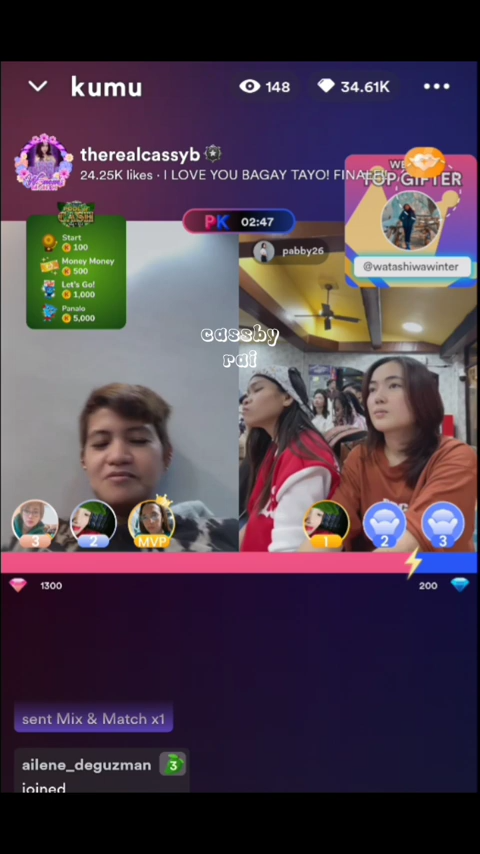 kumu
148
34.61K
therealcassyb
24.25K likes · I LOVE YOU BAGAY TAYO! FINALE
TOP GIFTER
@watashiwawinter
CASH
Start
100
Money Money
500
Let's Go!
1,000
Panalo
5,000
PK 02:47
pabby26
cassby
rai
3
2
MVP
1
2
3
1300
200
sent Mix & Match x1
ailene_deguzman 3
joined